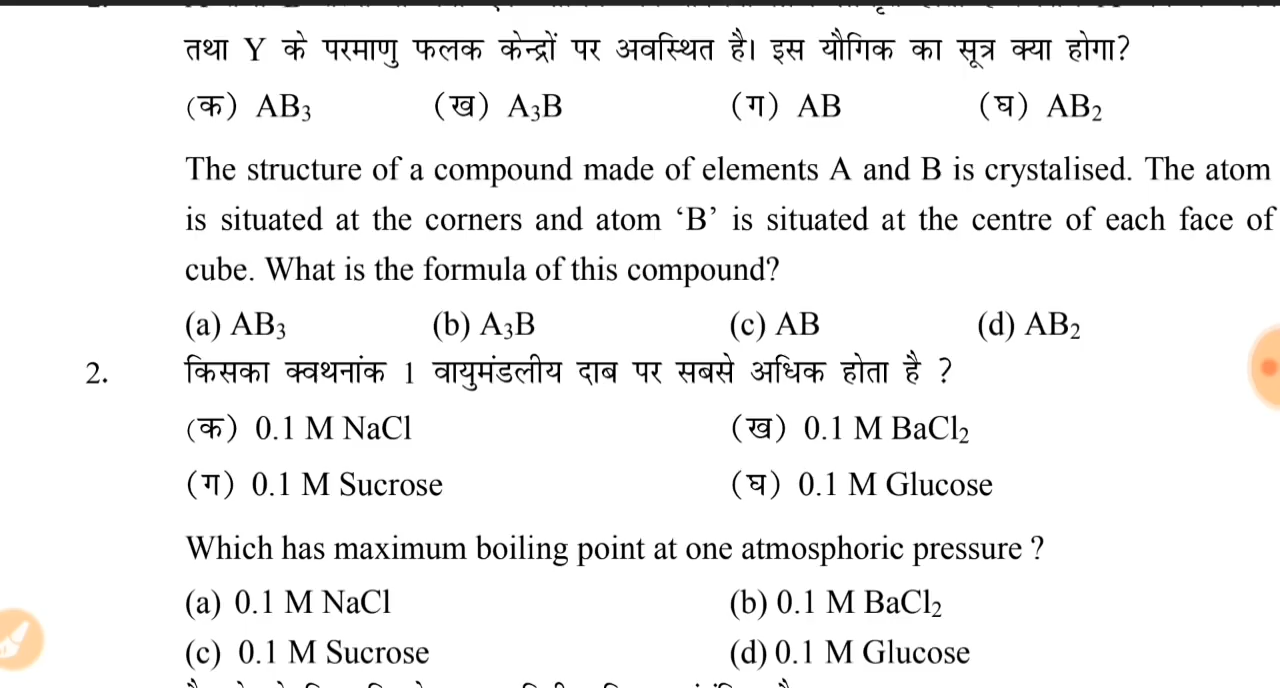 तथा Y के परमाणु फलक केन्द्रों पर अवस्थित है। इस यौगिक का सूत्र क्या होगा?
(क) AB₃ (ख) A₃B (ग) AB (घ) AB₂
The structure of a compound made of elements A and B is crystalised. The atom
is situated at the corners and atom ‘B’ is situated at the centre of each face of
cube. What is the formula of this compound?
(a) AB₃ (b) A₃B (c) AB (d) AB₂
2. किसका क्वथनांक 1 वायुमंडलीय दाब पर सबसे अधिक होता है ?
(क) 0.1 M NaCl (ख) 0.1 M BaCl₂
(ग) 0.1 M Sucrose (घ) 0.1 M Glucose
Which has maximum boiling point at one atmosphoric pressure ?
(a) 0.1 M NaCl (b) 0.1 M BaCl₂
(c) 0.1 M Sucrose (d) 0.1 M Glucose